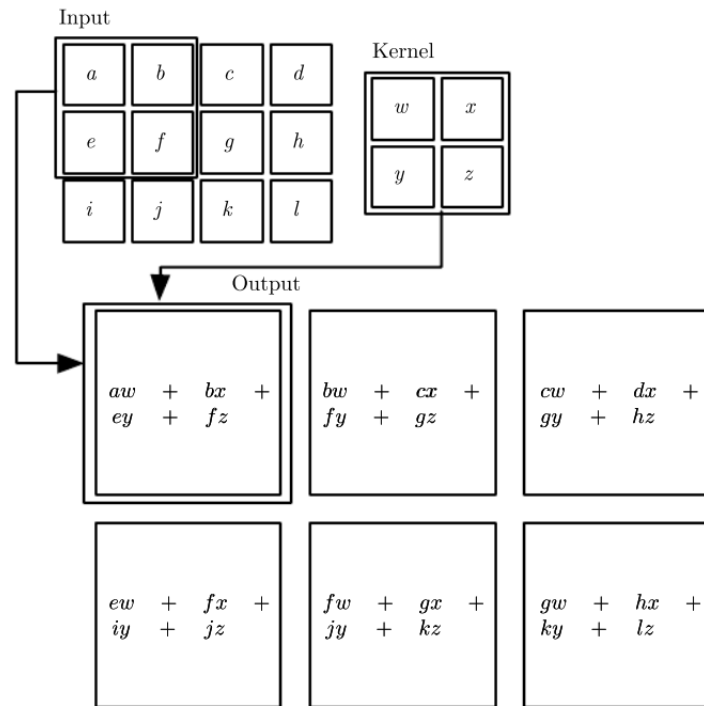 Input
Kernel
a b c d
e f g h
i j k l
w x
y z
Output
aw + bx +
ey + fz
bw + cx +
fy + gz
cw + dx +
gy + hz
ew + fx +
iy + jz
fw + gx +
jy + kz
gw + hx +
ky + lz